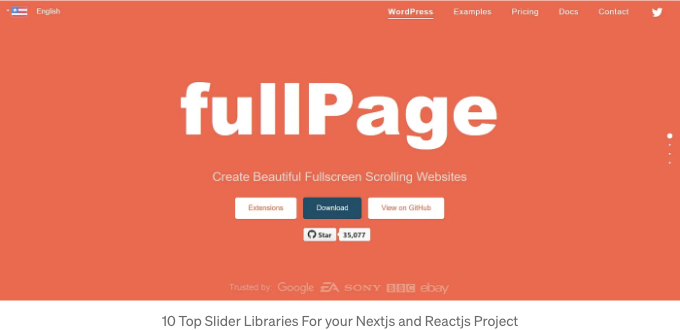 English
WordPress Examples Pricing Docs Contact
fullPage
Create Beautiful Fullscreen Scrolling Websites
Extensions Download View on GitHub
Star 35,077
Trusted by Google EA SONY BBC ebay
10 Top Slider Libraries For your Nextjs and Reactjs Project